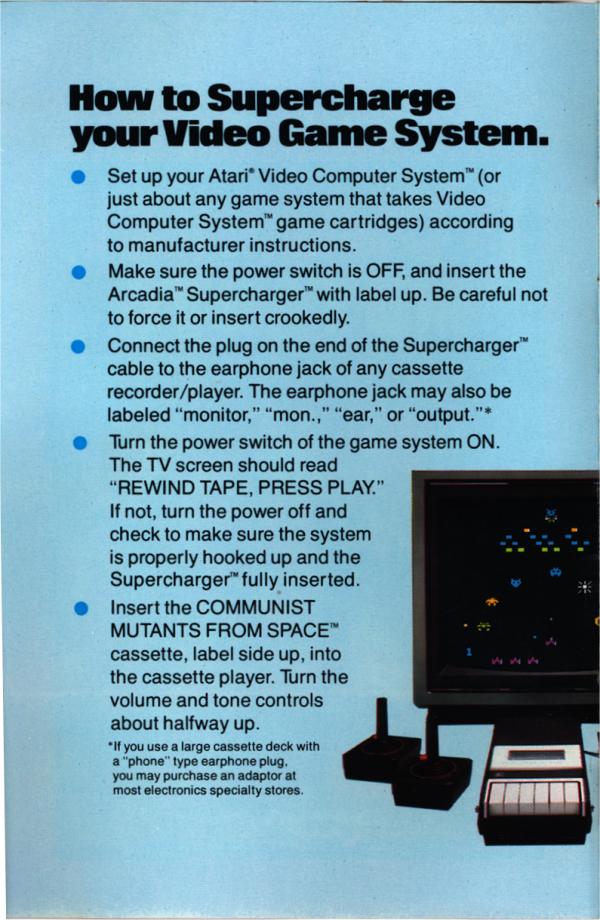 How to Supercharge
your Video Game System.
● Set up your Atari® Video Computer System™ (or
just about any game system that takes Video
Computer System™ game cartridges) according
to manufacturer instructions.
● Make sure the power switch is OFF, and insert the
Arcadia™ Supercharger™ with label up. Be careful not
to force it or insert crookedly.
● Connect the plug on the end of the Supercharger™
cable to the earphone jack of any cassette
recorder/player. The earphone jack may also be
labeled “monitor,” “mon.,” “ear,” or “output.”*
● Turn the power switch of the game system ON.
The TV screen should read
“REWIND TAPE, PRESS PLAY.”
If not, turn the power off and
check to make sure the system
is properly hooked up and the
Supercharger™ fully inserted.
● Insert the COMMUNIST
MUTANTS FROM SPACE™
cassette, label side up, into
the cassette player. Turn the
volume and tone controls
about halfway up.
*If you use a large cassette deck with
a “phone” type earphone plug,
you may purchase an adaptor at
most electronics specialty stores.
1